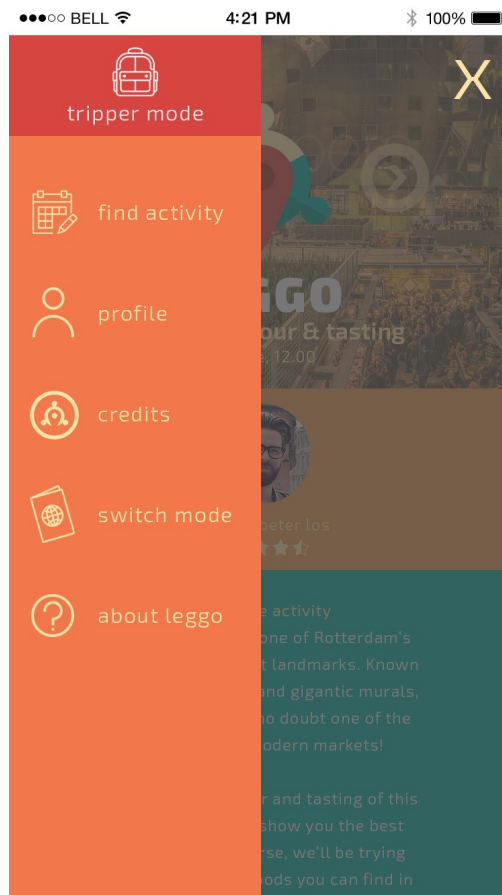 BELL 4:21 PM 100%
tripper mode
X
find activity
profile
credits
switch mode
about leggo
GGO
our & tasting
, 12.00
peter los
e activity
one of Rotterdam's
t landmarks. Known
and gigantic murals,
no doubt one of the
odern markets!
r and tasting of this
show you the best
rse, we'll be trying
ods you can find in